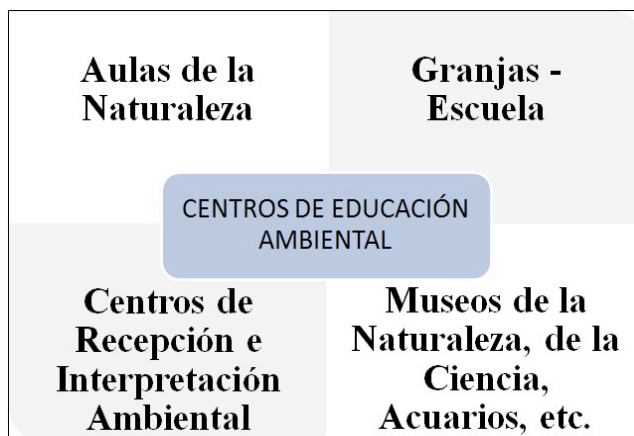 Aulas de la
Naturaleza
Granjas -
Escuela
CENTROS DE EDUCACIÓN
AMBIENTAL
Centros de
Recepción e
Interpretación
Ambiental
Museos de la
Naturaleza, de la
Ciencia,
Acuarios, etc.